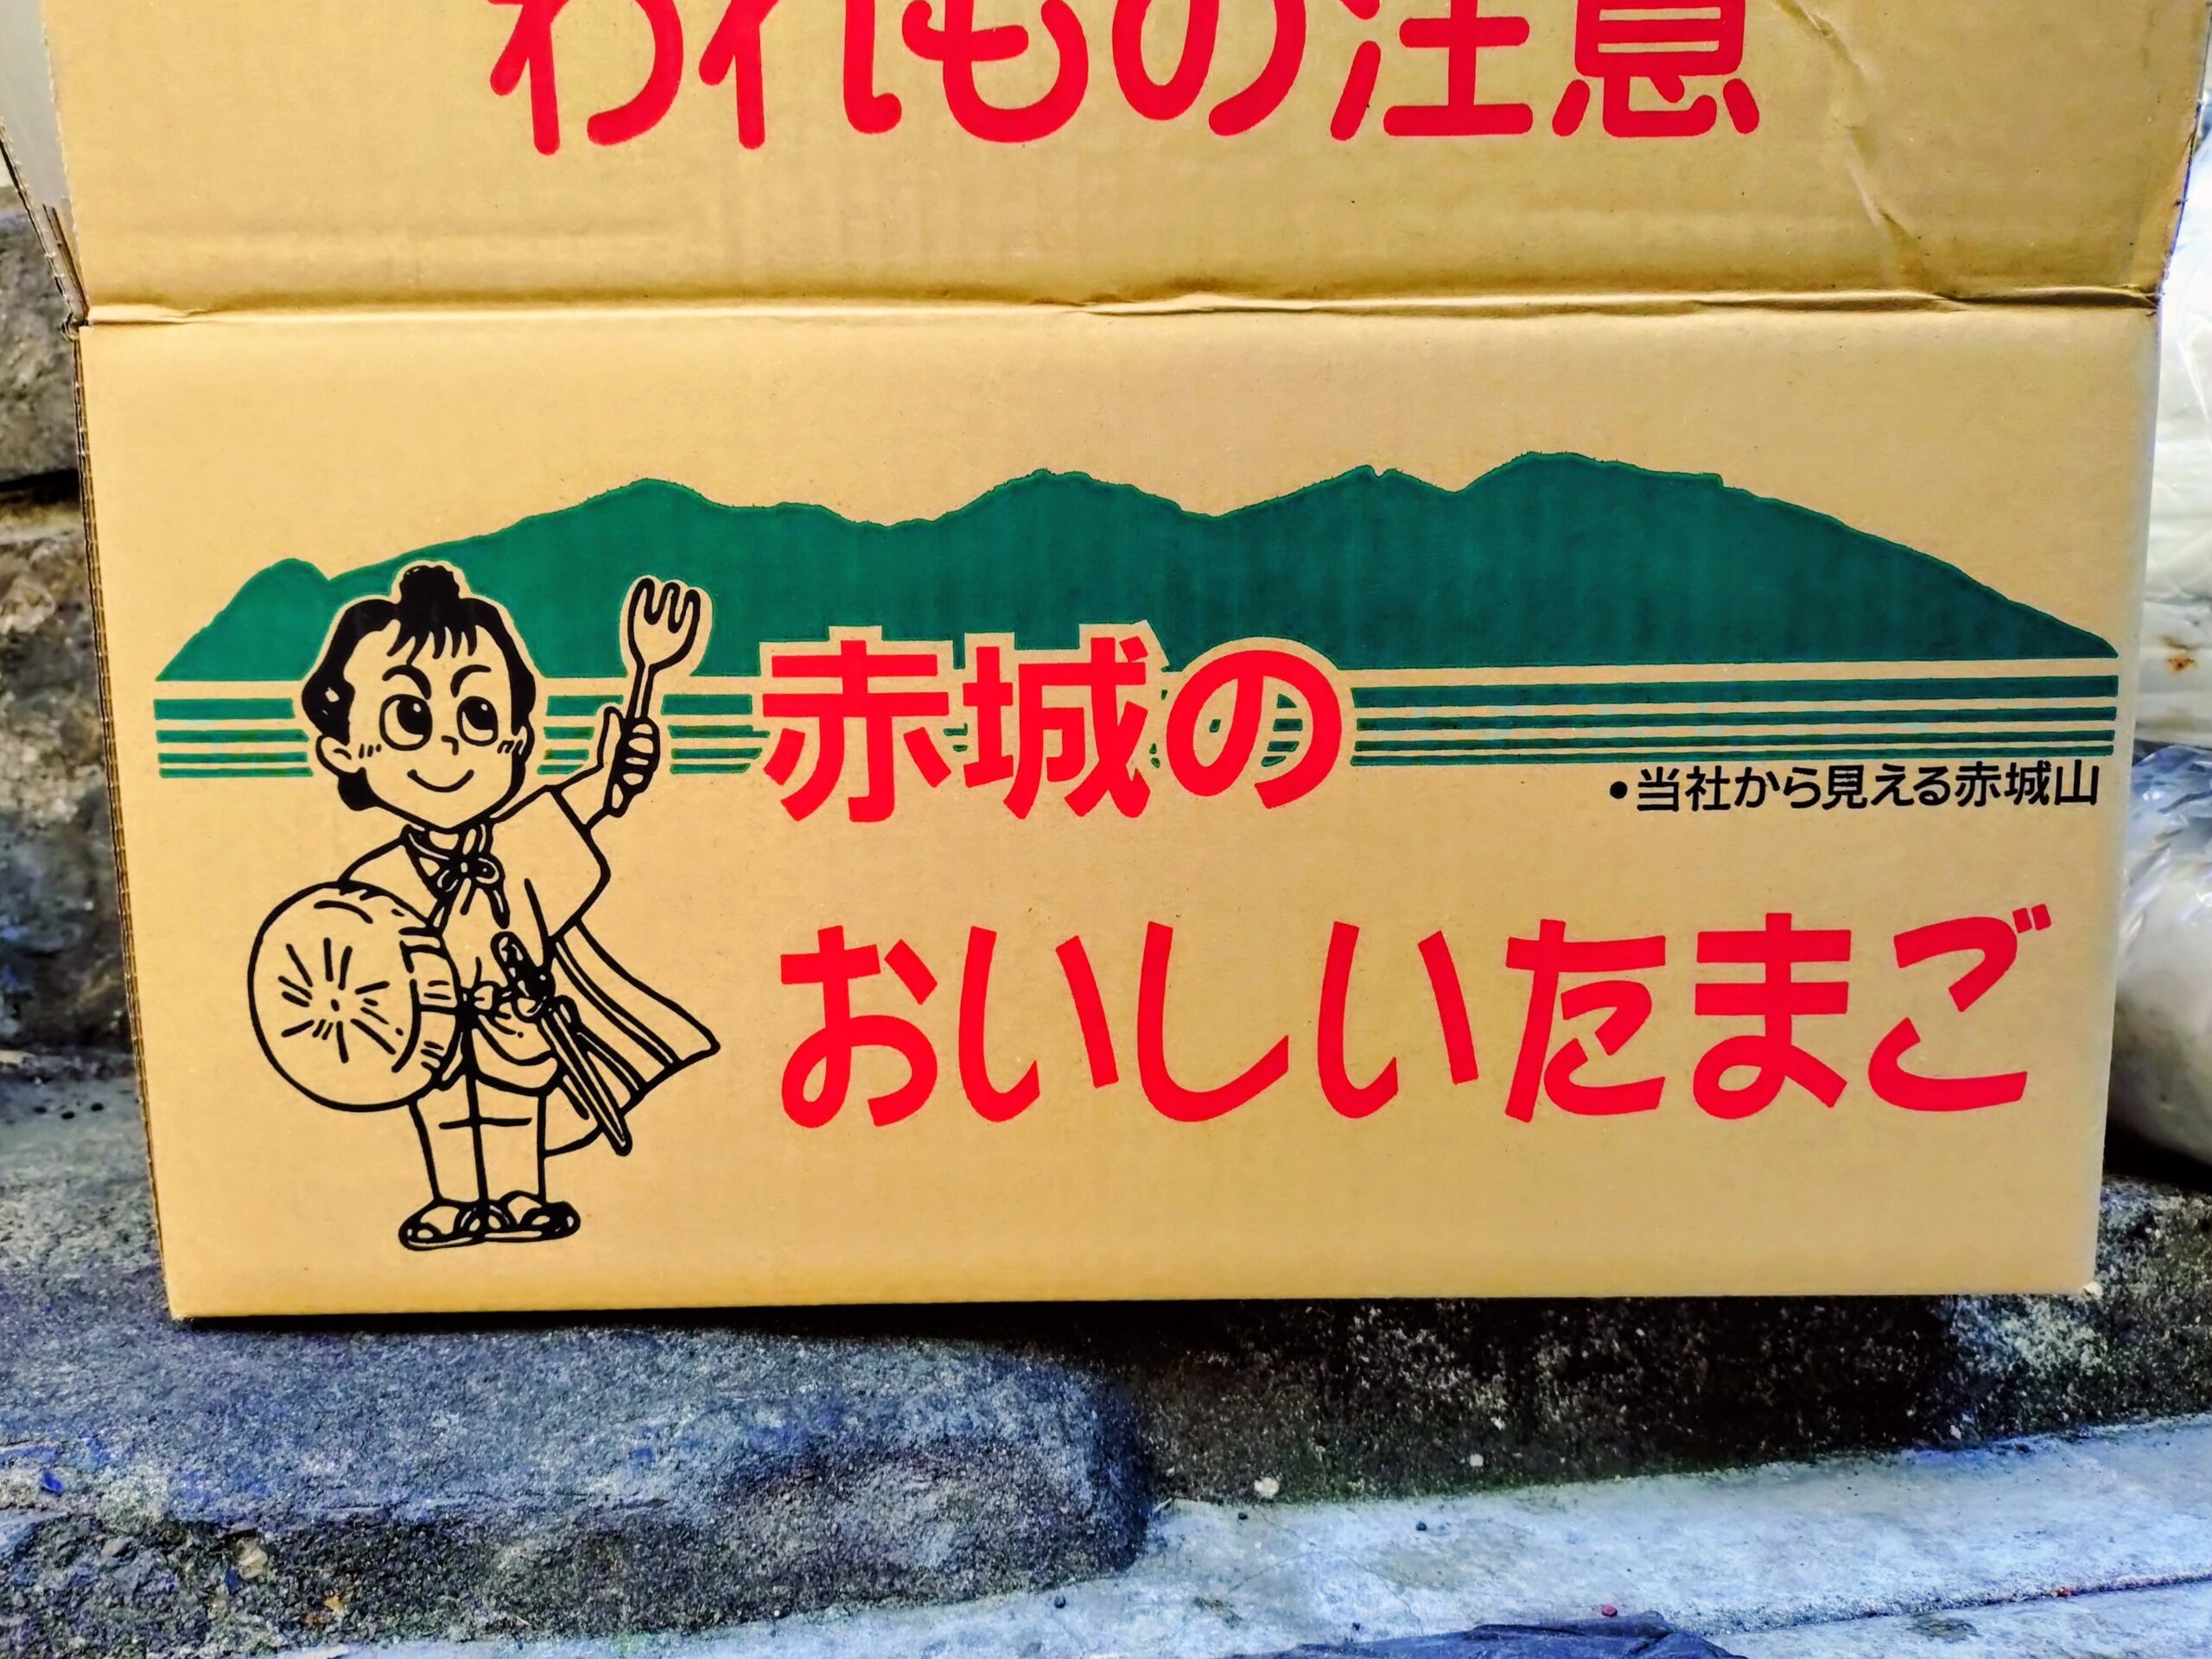 われもの注意
赤城の
•当社から見える赤城山
おいしいたまご